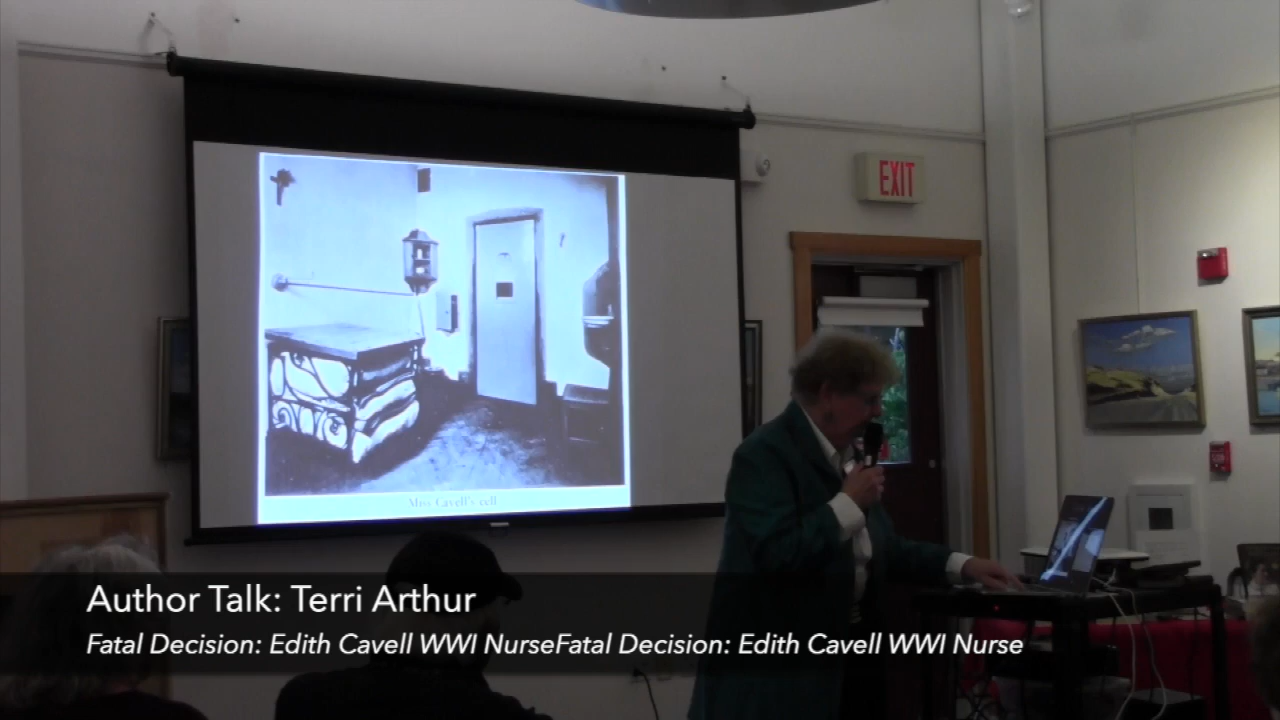 EXIT
Miss Cavell's cell
Author Talk: Terri Arthur
Fatal Decision: Edith Cavell WWI NurseFatal Decision: Edith Cavell WWI Nurse